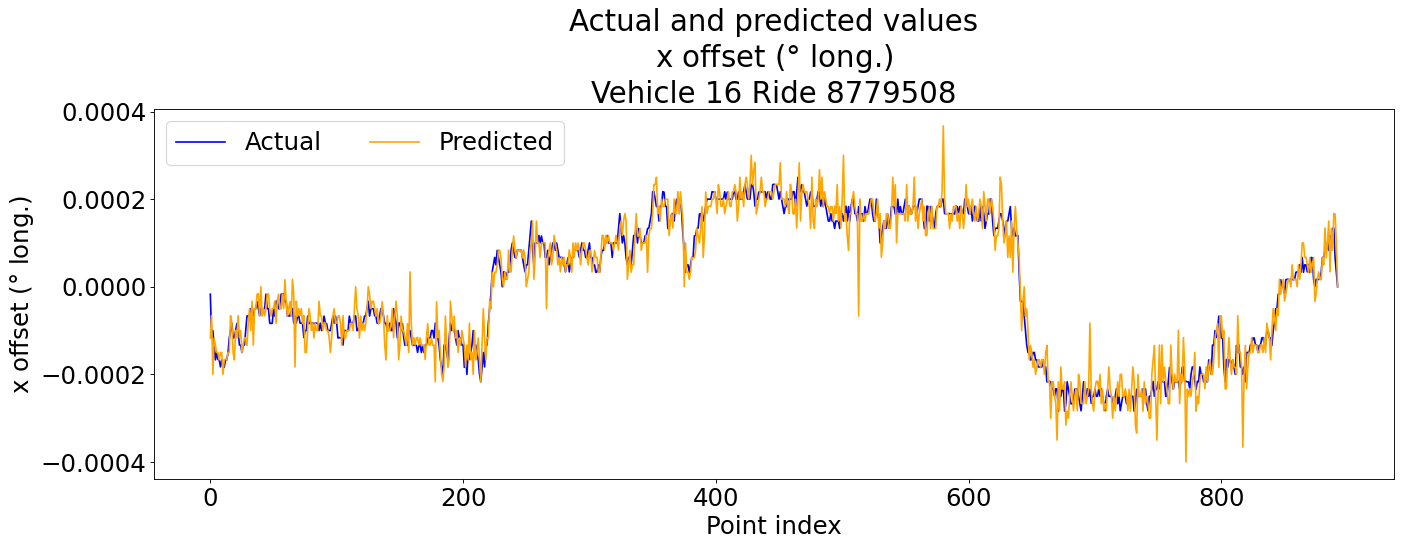 Actual and predicted values
x offset (° long.)
Vehicle 16 Ride 8779508
Actual
Predicted
x offset (° long.)
0.0004
0.0002
0.0000
−0.0002
−0.0004
0
200
400
600
800
Point index